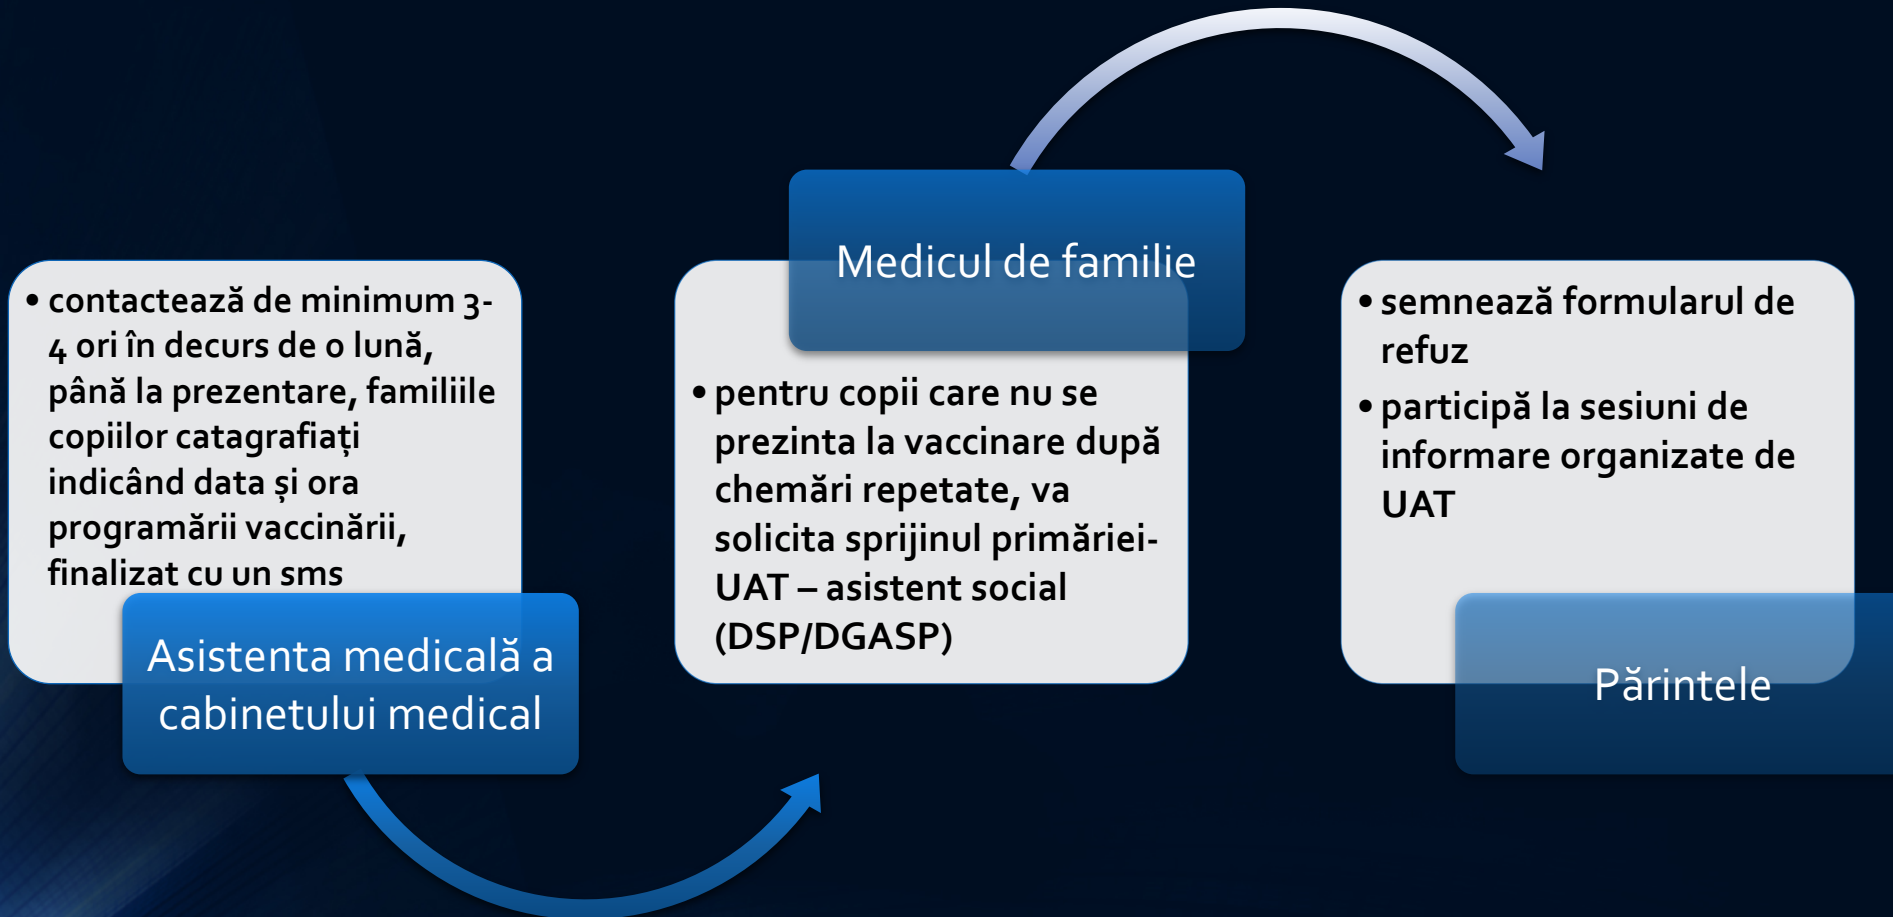 • contactează de minimum 3-
4 ori în decurs de o lună,
până la prezentare, familiile
copiilor catagrafiați
indicând data și ora
programării vaccinării,
finalizat cu un sms
Asistenta medicală a
cabinetului medical
Medicul de familie
• pentru copii care nu se
prezinta la vaccinare după
chemări repetate, va
solicita sprijinul primăriei-
UAT – asistent social
(DSP/DGASP)
• semnează formularul de
refuz
• participă la sesiuni de
informare organizate de
UAT
Părintele